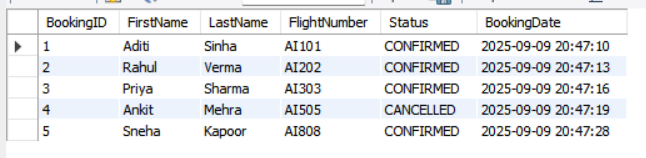 BookingID FirstName LastName FlightNumber Status BookingDate
1 Aditi Sinha AI101 CONFIRMED 2025-09-09 20:47:10
2 Rahul Verma AI202 CONFIRMED 2025-09-09 20:47:13
3 Priya Sharma AI303 CONFIRMED 2025-09-09 20:47:16
4 Ankit Mehra AI505 CANCELLED 2025-09-09 20:47:19
5 Sneha Kapoor AI808 CONFIRMED 2025-09-09 20:47:28